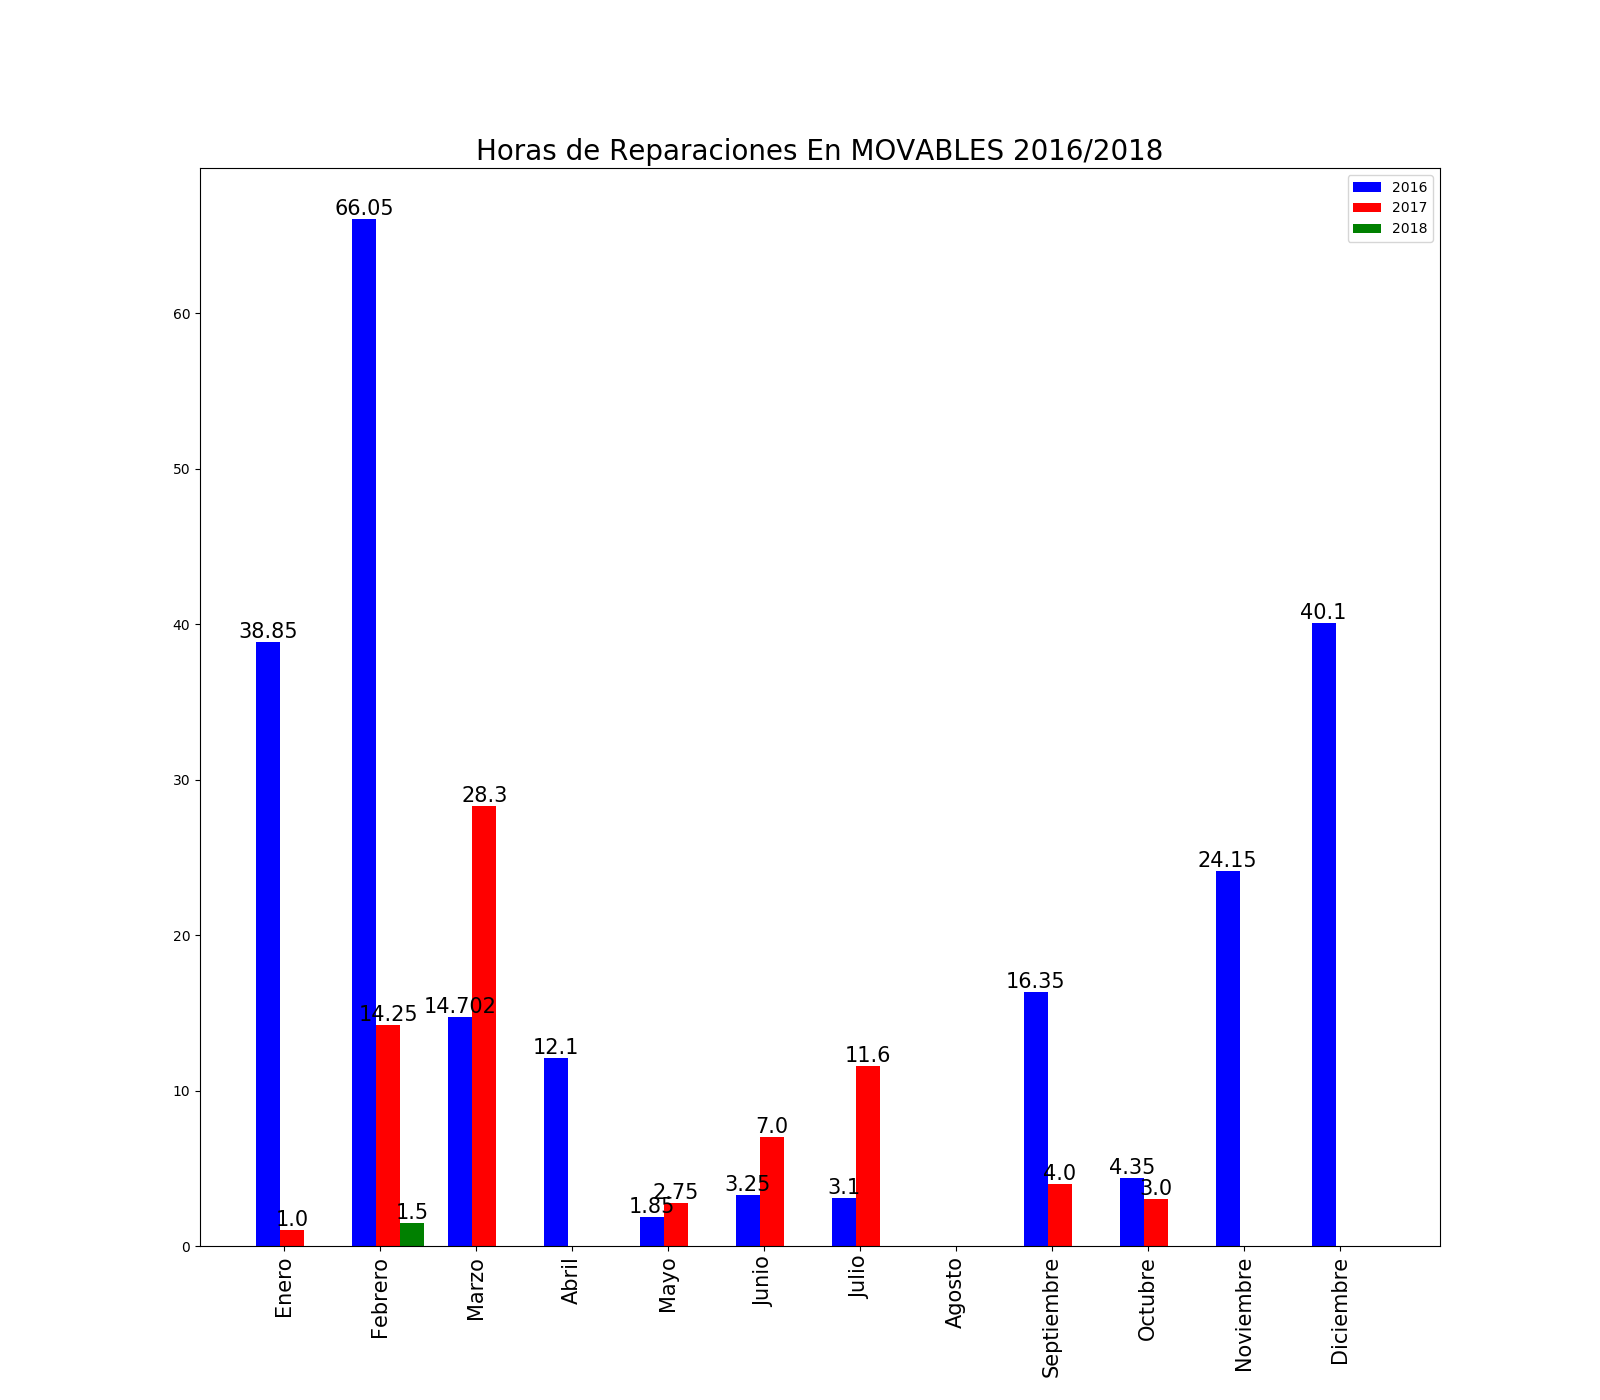 Horas de Reparaciones En MOVABLES 2016/2018
2016
2017
2018
66.05
60
50
40
30
20
10
0
38.85
1.0
14.25
1.5
14.702
28.3
12.1
1.85
2.75
3.25
7.0
3.1
11.6
16.35
4.0
4.35
3.0
24.15
40.1
Enero
Febrero
Marzo
Abril
Mayo
Junio
Julio
Agosto
Septiembre
Octubre
Noviembre
Diciembre